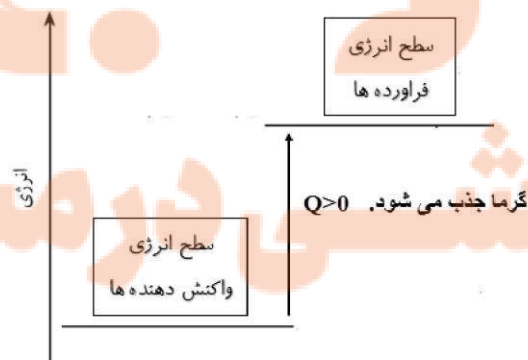 سطح انرژی
فراورده ها
انرژی
گرما جذب می شود. Q>0
سطح انرژی
واکنش دهنده ها